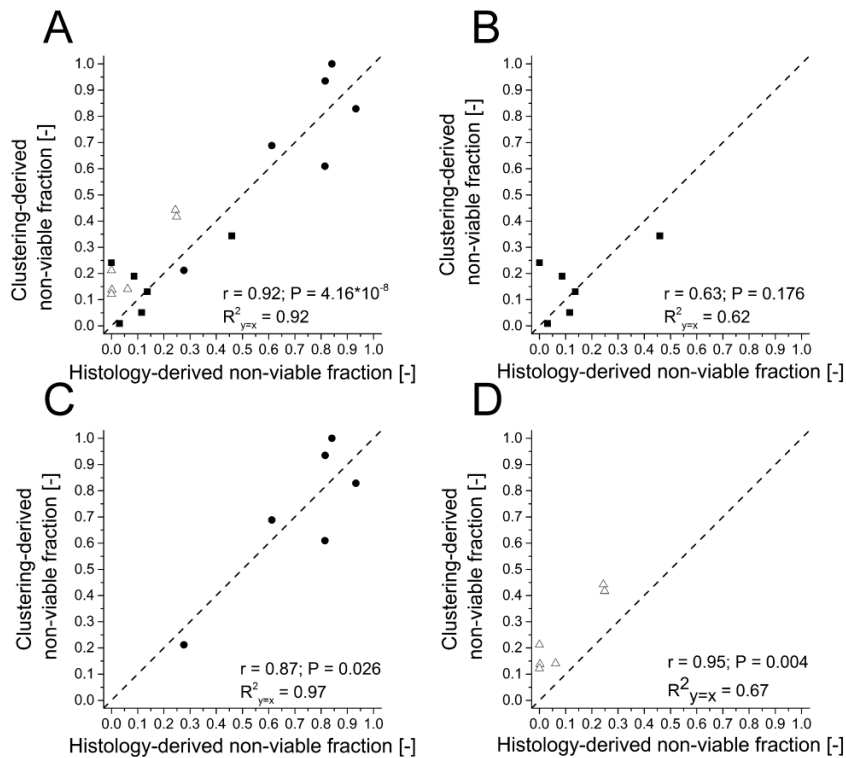 A
Clustering-derived
non-viable fraction [-]
1.0
0.9
0.8
0.7
0.6
0.5
0.4
0.3
0.2
0.1
0.0
r = 0.92; P = 4.16*10⁻⁸
R²y=x = 0.92
0.0 0.1 0.2 0.3 0.4 0.5 0.6 0.7 0.8 0.9 1.0
Histology-derived non-viable fraction [-]
B
Clustering-derived
non-viable fraction [-]
1.0
0.9
0.8
0.7
0.6
0.5
0.4
0.3
0.2
0.1
0.0
r = 0.63; P = 0.176
R²y=x = 0.62
0.0 0.1 0.2 0.3 0.4 0.5 0.6 0.7 0.8 0.9 1.0
Histology-derived non-viable fraction [-]
C
Clustering-derived
non-viable fraction [-]
1.0
0.9
0.8
0.7
0.6
0.5
0.4
0.3
0.2
0.1
0.0
r = 0.87; P = 0.026
R²y=x = 0.97
0.0 0.1 0.2 0.3 0.4 0.5 0.6 0.7 0.8 0.9 1.0
Histology-derived non-viable fraction [-]
D
Clustering-derived
non-viable fraction [-]
1.0
0.9
0.8
0.7
0.6
0.5
0.4
0.3
0.2
0.1
0.0
r = 0.95; P = 0.004
R²y=x = 0.67
0.0 0.1 0.2 0.3 0.4 0.5 0.6 0.7 0.8 0.9 1.0
Histology-derived non-viable fraction [-]